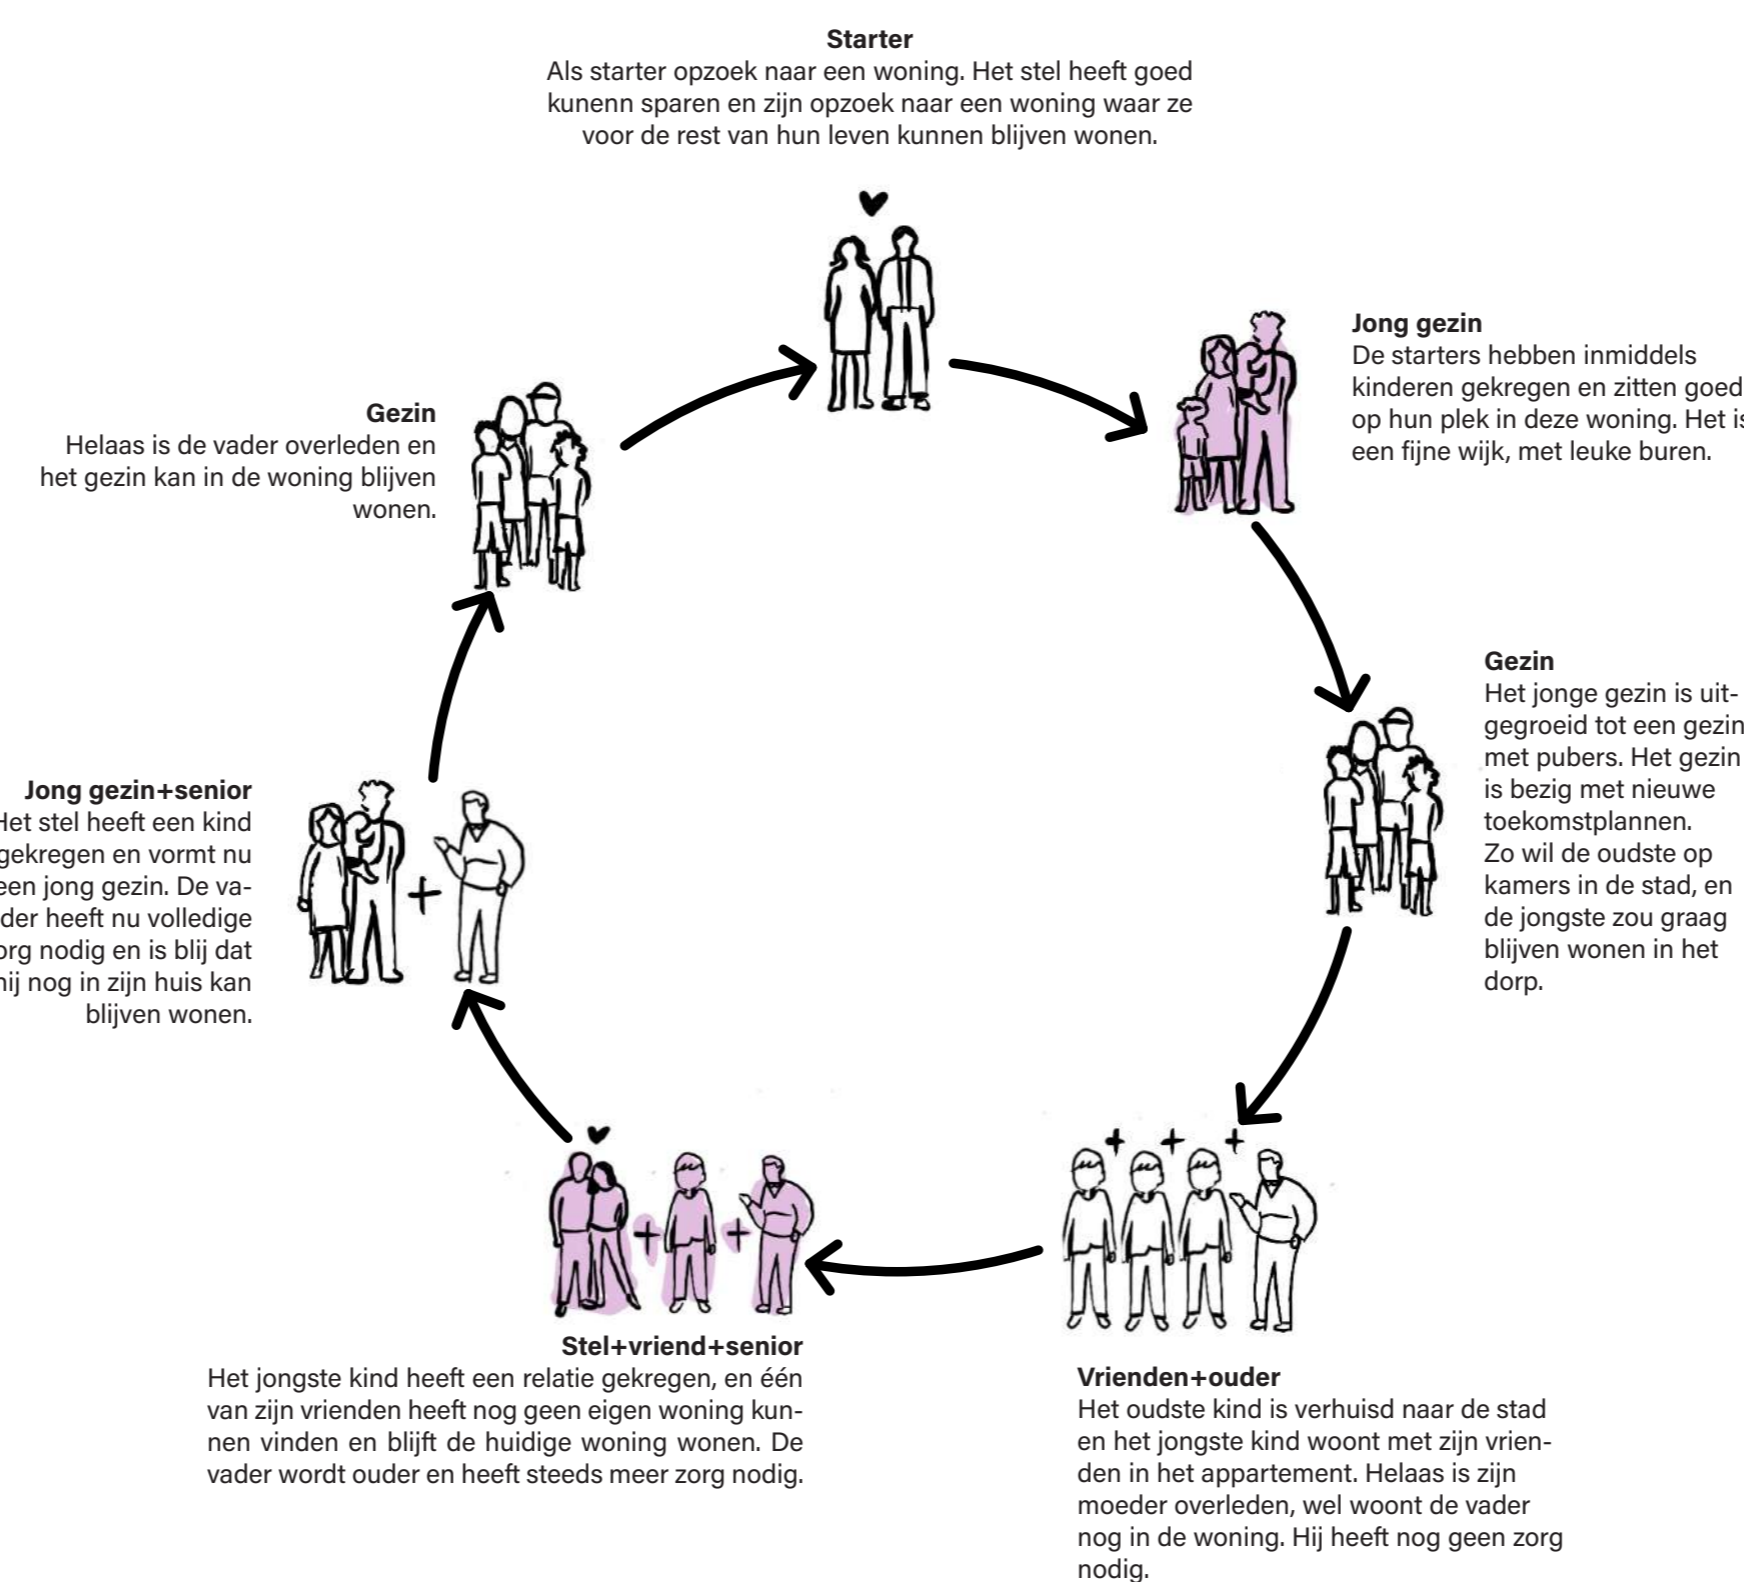 Starter
Als starter opzoek naar een woning. Het stel heeft goed
kunenn sparen en zijn opzoek naar een woning waar ze
voor de rest van hun leven kunnen blijven wonen.
Jong gezin
De starters hebben inmiddels
kinderen gekregen en zitten goed
op hun plek in deze woning. Het is
een fijne wijk, met leuke buren.
Gezin
Het jonge gezin is uit-
gegroeid tot een gezin
met pubers. Het gezin
is bezig met nieuwe
toekomstplannen.
Zo wil de oudste op
kamers in de stad, en
de jongste zou graag
blijven wonen in het
dorp.
Vrienden+ouder
Het oudste kind is verhuisd naar de stad
en het jongste kind woont met zijn vrien-
den in het appartement. Helaas is zijn
moeder overleden, wel woont de vader
nog in de woning. Hij heeft nog geen zorg
nodig.
Stel+vriend+senior
Het jongste kind heeft een relatie gekregen, en één
van zijn vrienden heeft nog geen eigen woning kun-
nen vinden en blijft de huidige woning wonen. De
vader wordt ouder en heeft steeds meer zorg nodig.
Jong gezin+senior
Het stel heeft een kind
gekregen en vormt nu
een jong gezin. De va-
der heeft nu volledige
org nodig en is blij dat
hij nog in zijn huis kan
blijven wonen.
Gezin
Helaas is de vader overleden en
het gezin kan in de woning blijven
wonen.